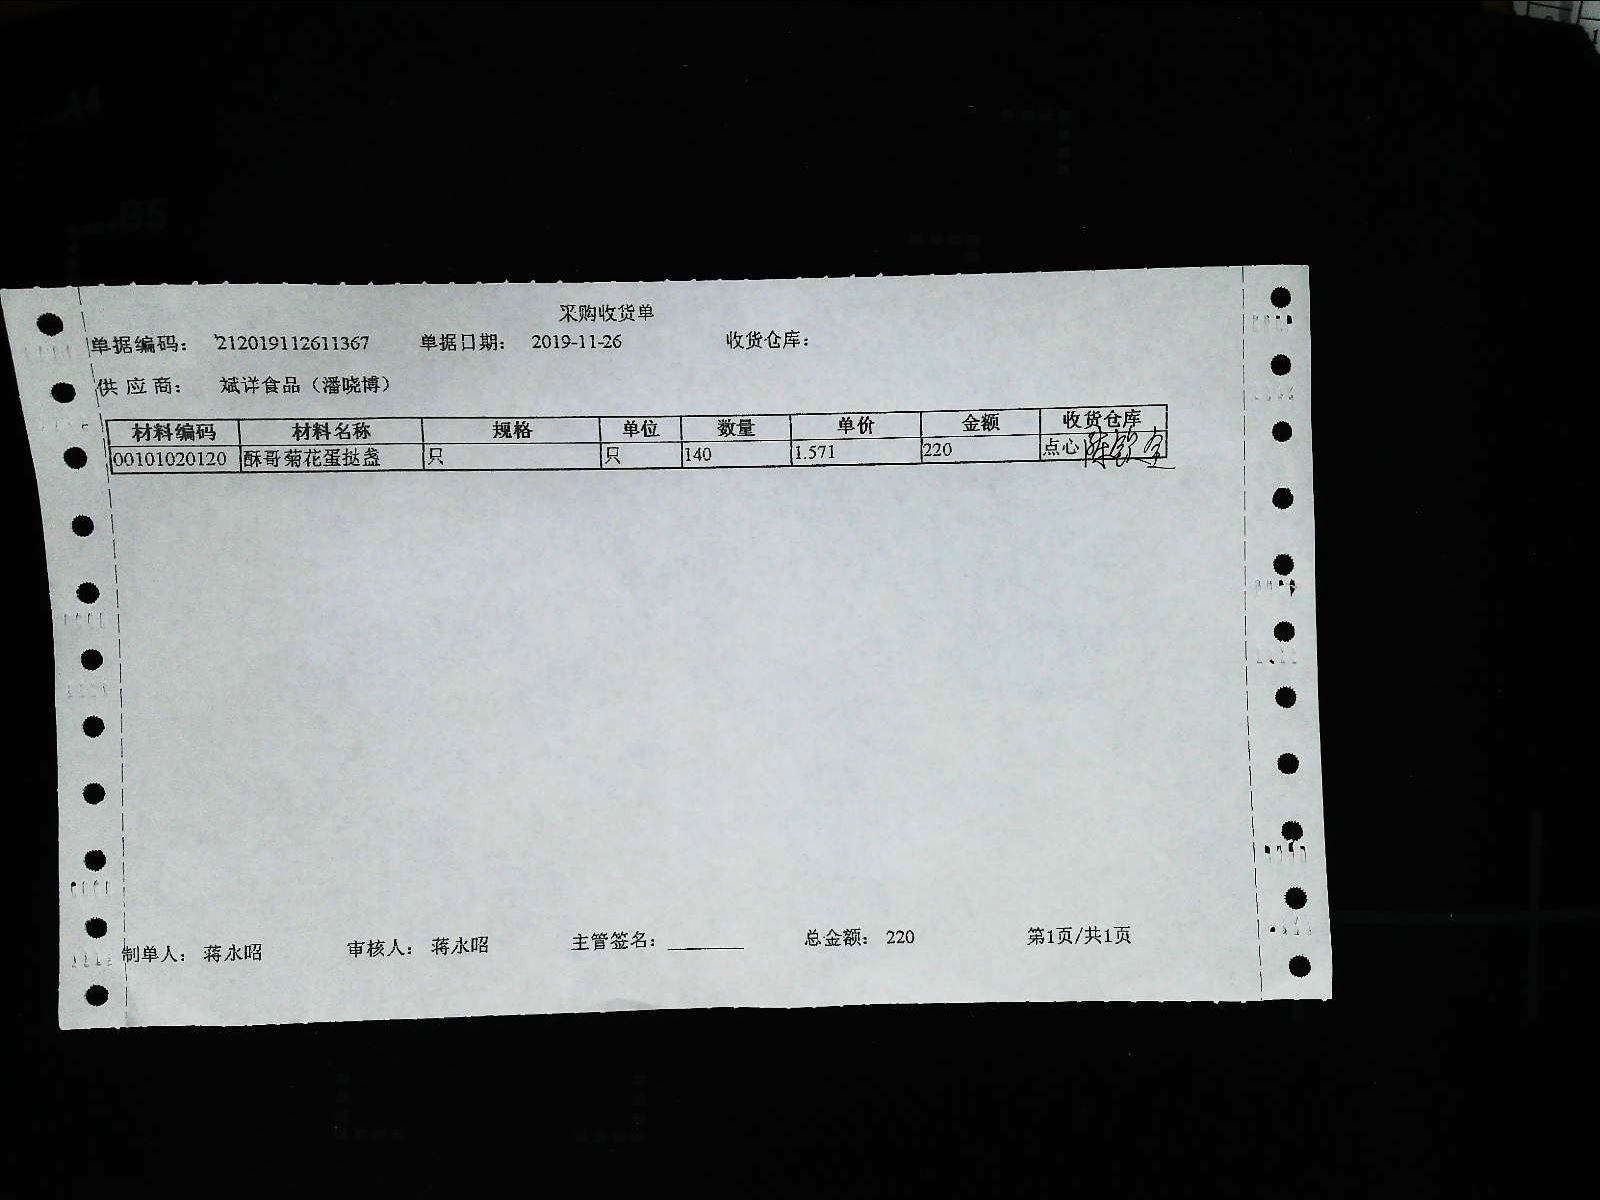 采购收货单
单据编码： 212019112611367 单据日期： 2019-11-26 收货仓库：
供 应 商： 斌详食品（潘晓博）
材料编码 材料名称 规格 单位 数量 单价 金额 收货仓库
00101020120 酥哥菊花蛋挞盏 只 只 140 1.571 220 点心
制单人： 蒋永昭 审核人： 蒋永昭 主管签名： 总金额： 220 第1页/共1页